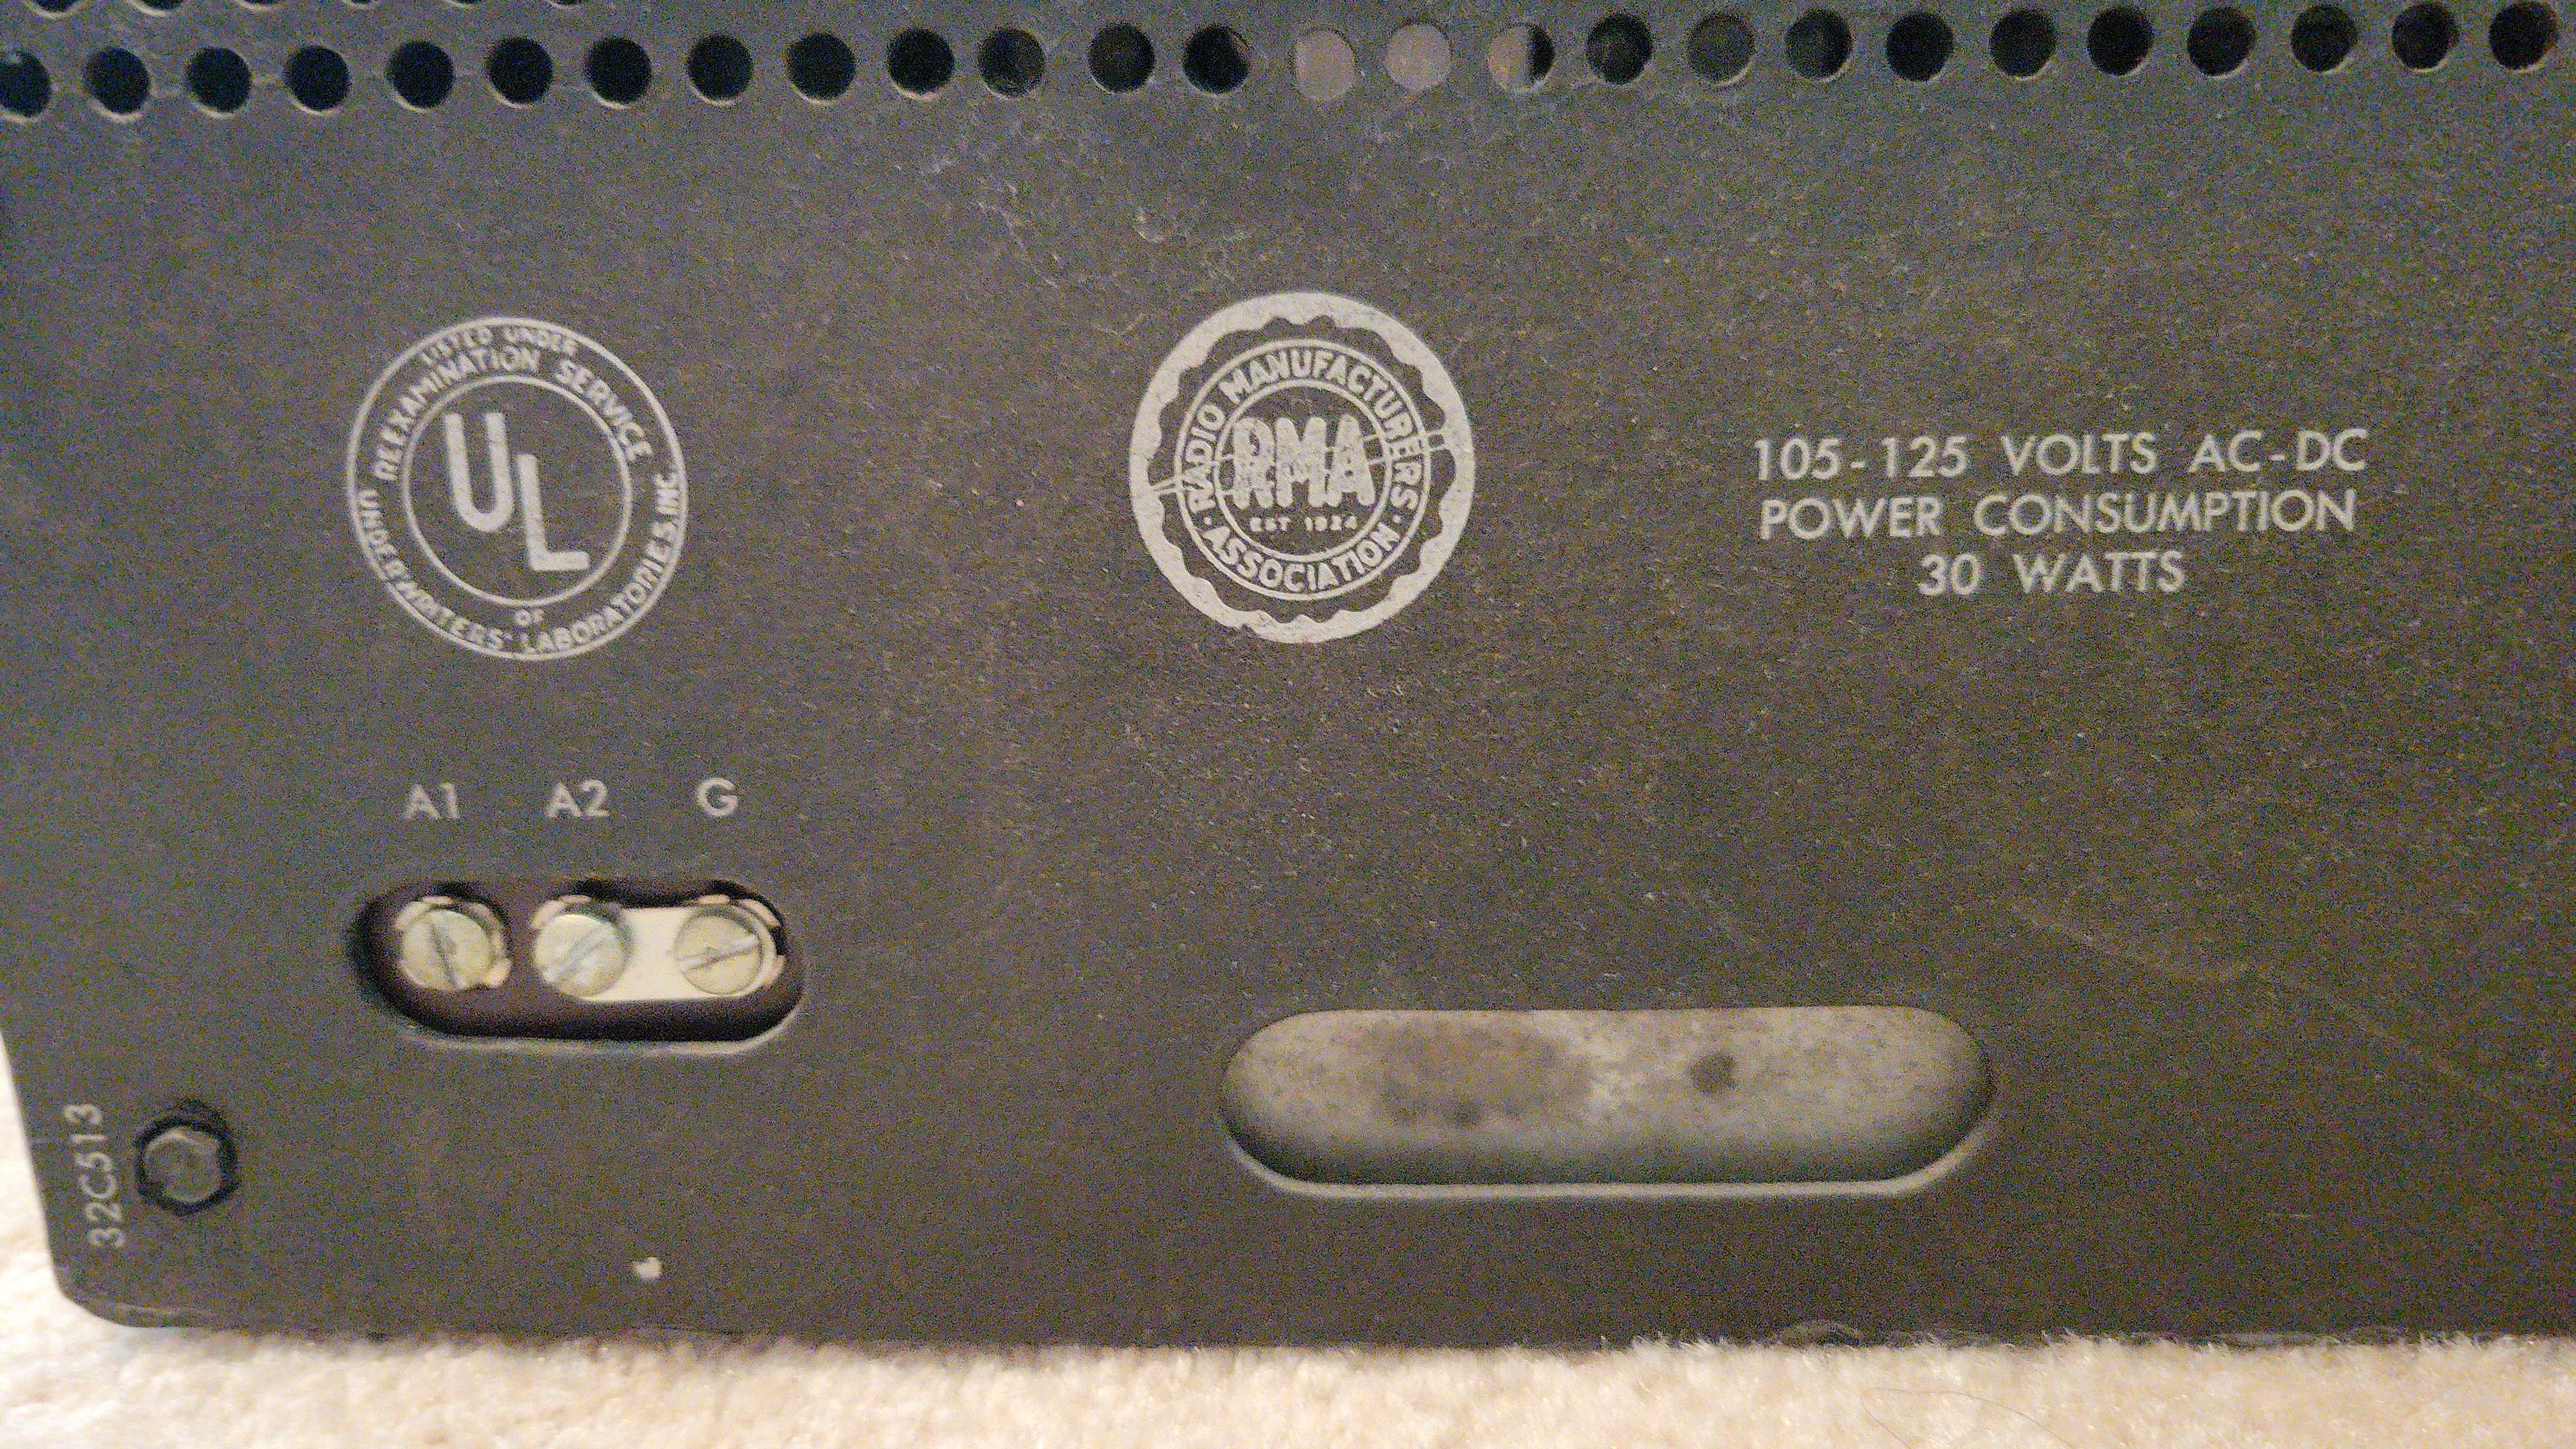 LISTED UNDER
REEXAMINATION SERVICE
UL
OF
UNDERWRITERS' LABORATORIES, INC.
RADIO MANUFACTURERS
RMA
EST 1924
· ASSOCIATION ·
105-125 VOLTS AC-DC
POWER CONSUMPTION
30 WATTS
A1 A2 G
32C513